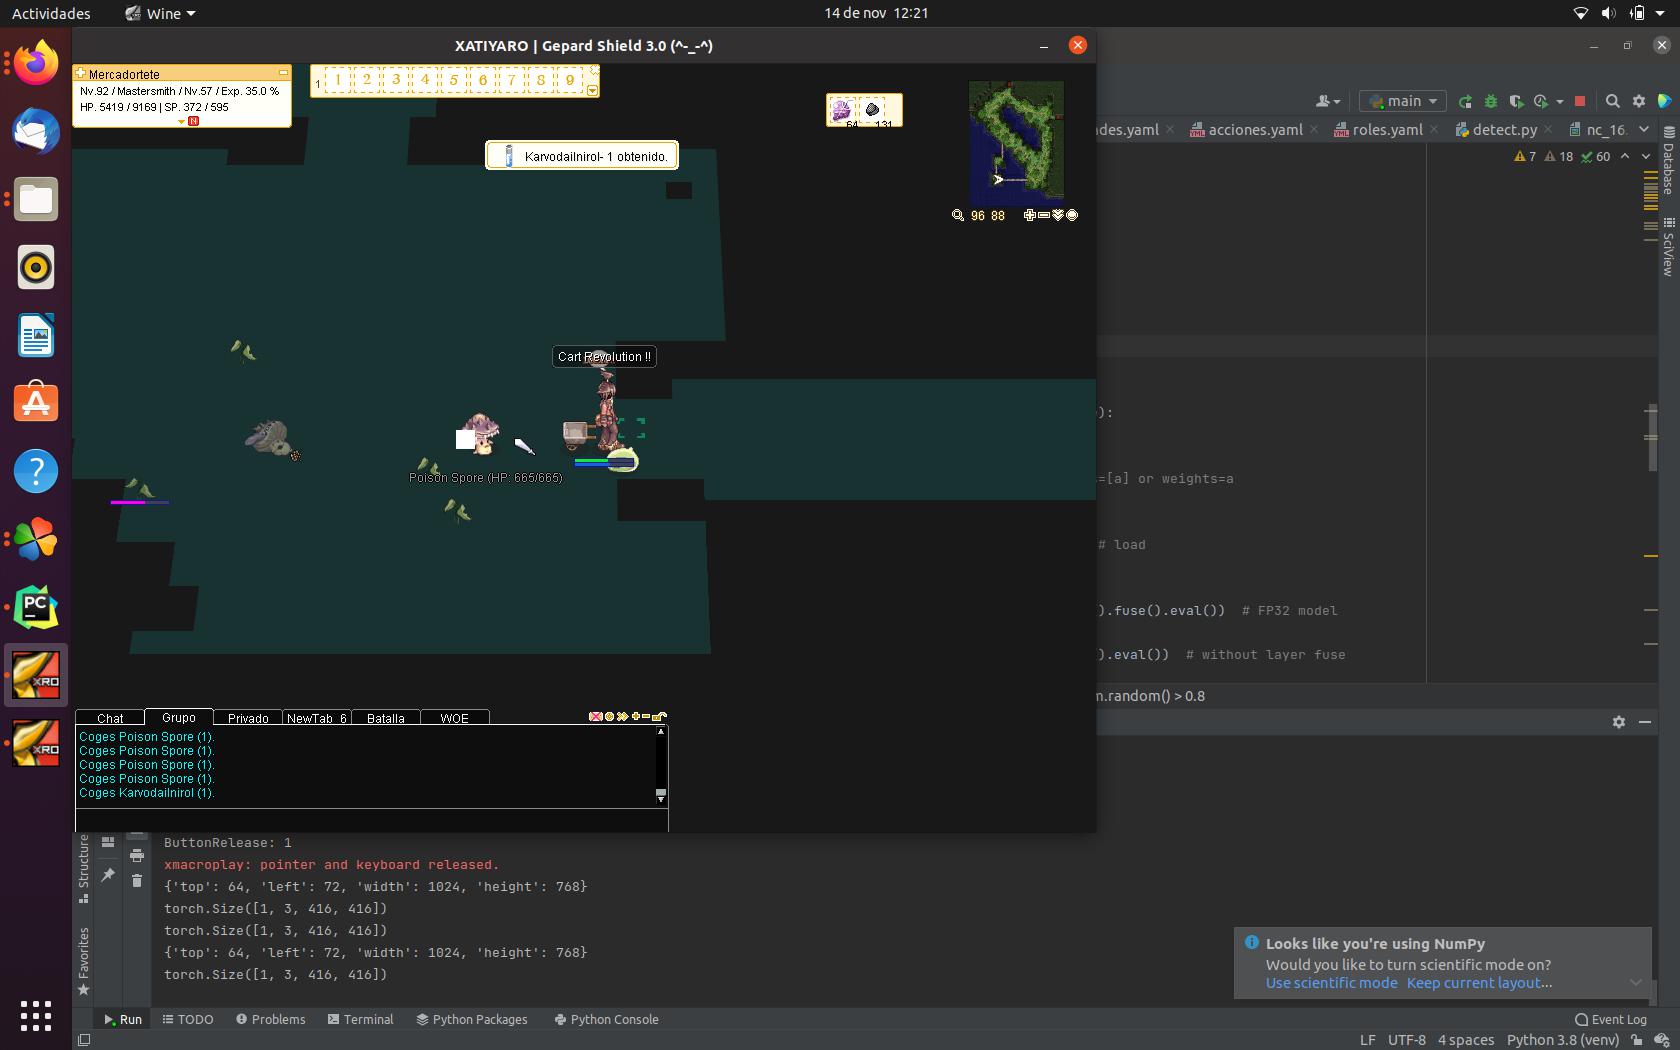 Actividades
Wine
14 de nov 12:21
XATIYARO | Gepard Shield 3.0 (^-_-^)
Mercadortete
Nv.92 / Mastersmith / Nv.57 / Exp. 35.0 %
HP. 5419 / 9169 | SP. 372 / 595
N
1
1 2 3 4 5 6 7 8 9
64 131
Karvodailnirol- 1 obtenido.
96 88
Cart Revolution !!
Poison Spore (HP: 665/665)
Chat
Grupo
Privado
NewTab_6
Batalla
WOE
Coges Poison Spore (1).
Coges Poison Spore (1).
Coges Poison Spore (1).
Coges Poison Spore (1).
Coges Karvodailnirol (1).
PC
XRO
XRO
main
ades.yaml
acciones.yaml
roles.yaml
detect.py
nc_16.
7 18 60
Database
SciView
):
=[a] or weights=a
# load
).fuse().eval()) # FP32 model
).eval()) # without layer fuse
m.random() > 0.8
Structure
Favorites
ButtonRelease: 1
xmacroplay: pointer and keyboard released.
{'top': 64, 'left': 72, 'width': 1024, 'height': 768}
torch.Size([1, 3, 416, 416])
torch.Size([1, 3, 416, 416])
{'top': 64, 'left': 72, 'width': 1024, 'height': 768}
torch.Size([1, 3, 416, 416])
Looks like you're using NumPy
Would you like to turn scientific mode on?
Use scientific mode Keep current layout...
Run
TODO
Problems
Terminal
Python Packages
Python Console
Event Log
LF UTF-8 4 spaces Python 3.8 (venv)